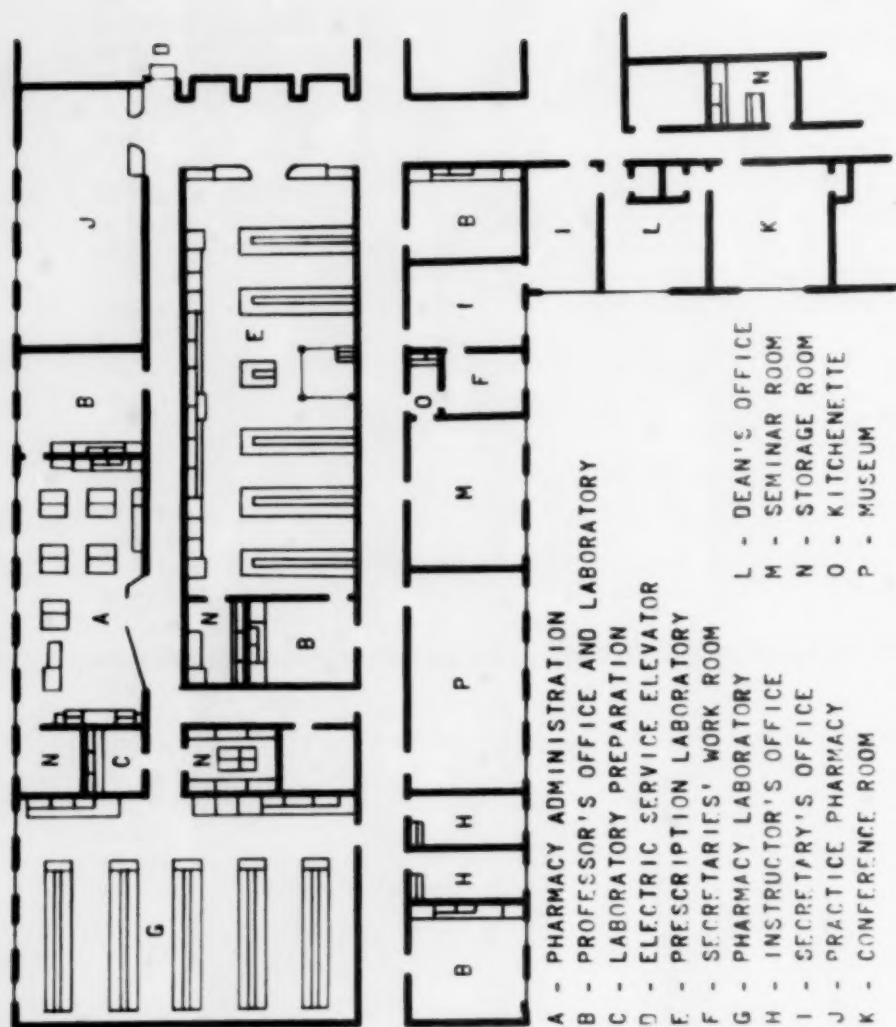 N
B
J
A
C
D
G
N
N
E
B
O
B
H
H
P
M
F
I
B
I
L
K
N
A - PHARMACY ADMINISTRATION
B - PROFESSOR'S OFFICE AND LABORATORY
C - LABORATORY PREPARATION
D - ELECTRIC SERVICE ELEVATOR
E - PRESCRIPTION LABORATORY
F - SECRETARIES' WORK ROOM
G - PHARMACY LABORATORY L - DEAN'S OFFICE
H - INSTRUCTOR'S OFFICE M - SEMINAR ROOM
I - SECRETARY'S OFFICE N - STORAGE ROOM
J - PRACTICE PHARMACY O - KITCHENETTE
K - CONFERENCE ROOM P - MUSEUM